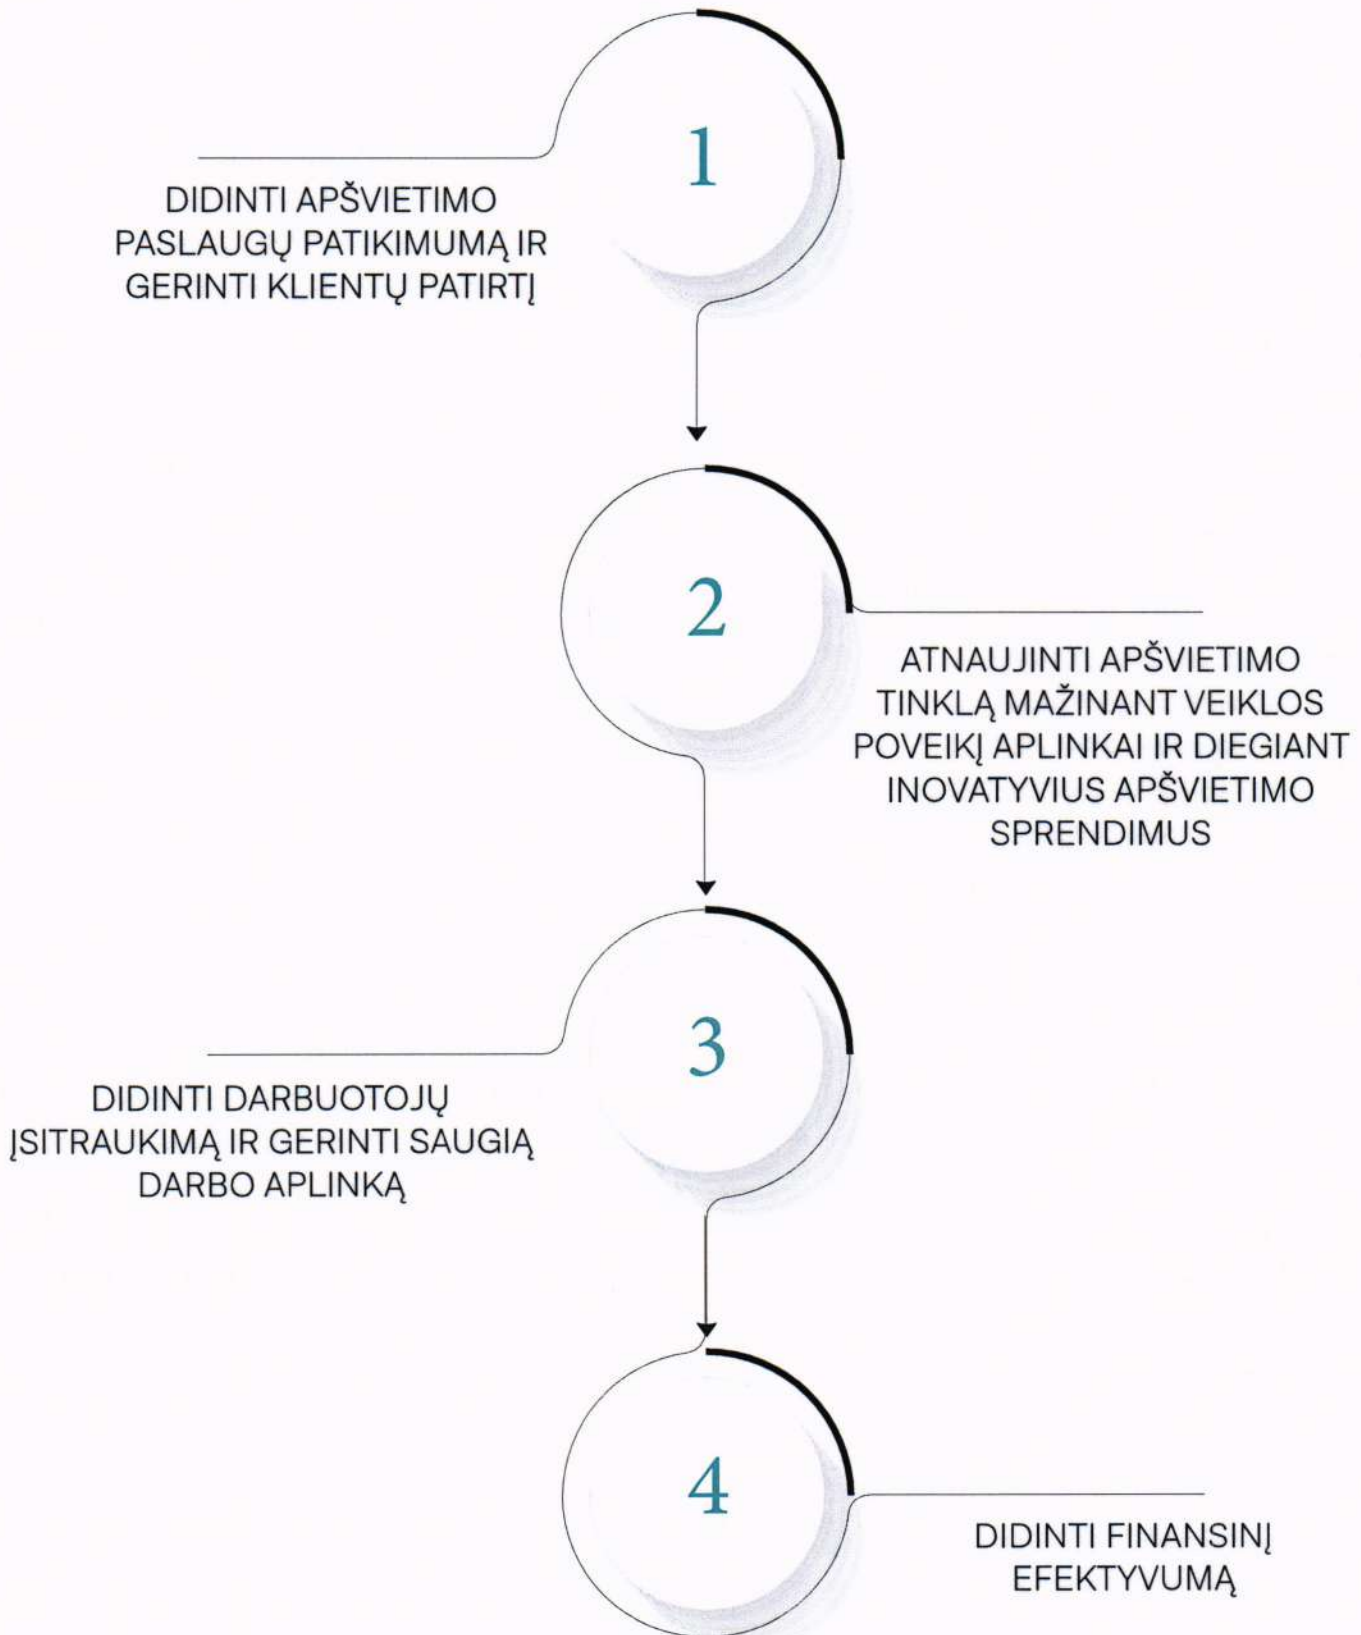 1
DIDINTI APŠVIETIMO
PASLAUGŲ PATIKIMUMĄ IR
GERINTI KLIENTŲ PATIRTĮ
2
ATNAUJINTI APŠVIETIMO
TINKLĄ MAŽINANT VEIKLOS
POVEIKĮ APLINKAI IR DIEGIANT
INOVATYVIUS APŠVIETIMO
SPRENDIMUS
3
DIDINTI DARBUOTOJŲ
ĮSITRAUKIMĄ IR GERINTI SAUGIĄ
DARBO APLINKĄ
4
DIDINTI FINANSINĮ
EFEKTYVUMĄ